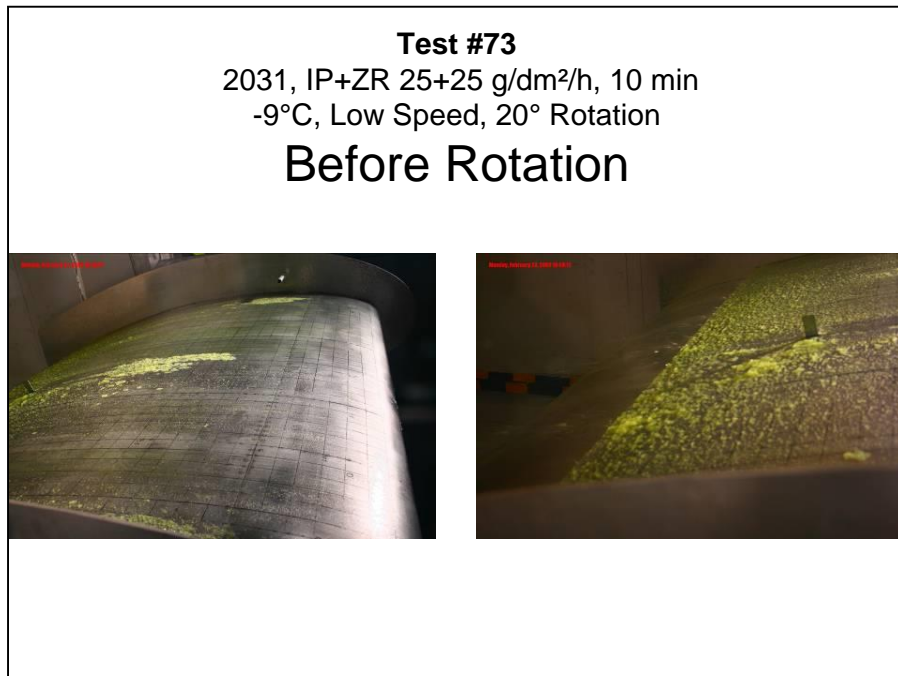 Test #73
2031, IP+ZR 25+25 g/dm²/h, 10 min
-9°C, Low Speed, 20° Rotation
Before Rotation